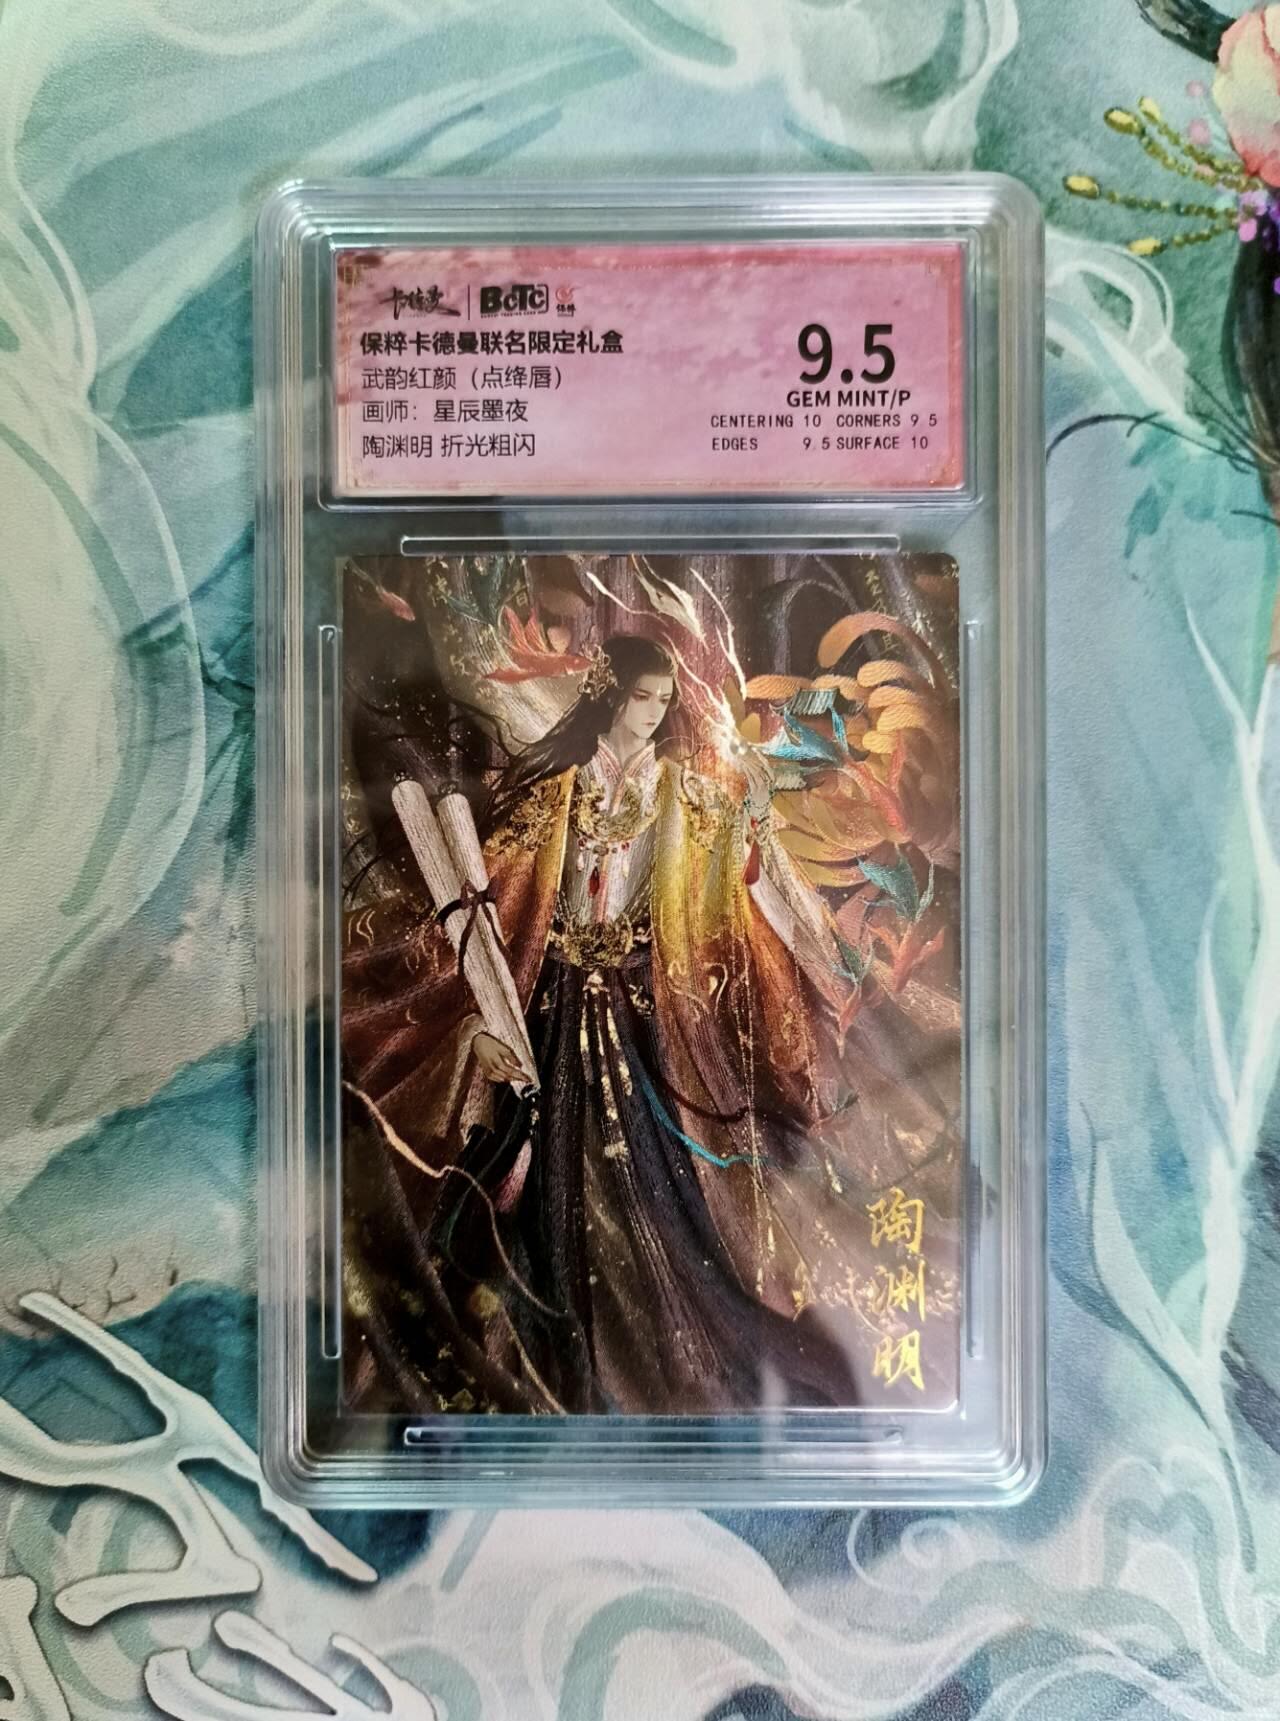 卡德曼 BCTC 保粹
保粹卡德曼联名限定礼盒
武韵红颜（点绛唇）
画师：星辰墨夜
陶渊明 折光粗闪
9.5
GEM MINT/P
CENTERING 10 CORNERS 9.5
EDGES 9.5 SURFACE 10
陶渊明